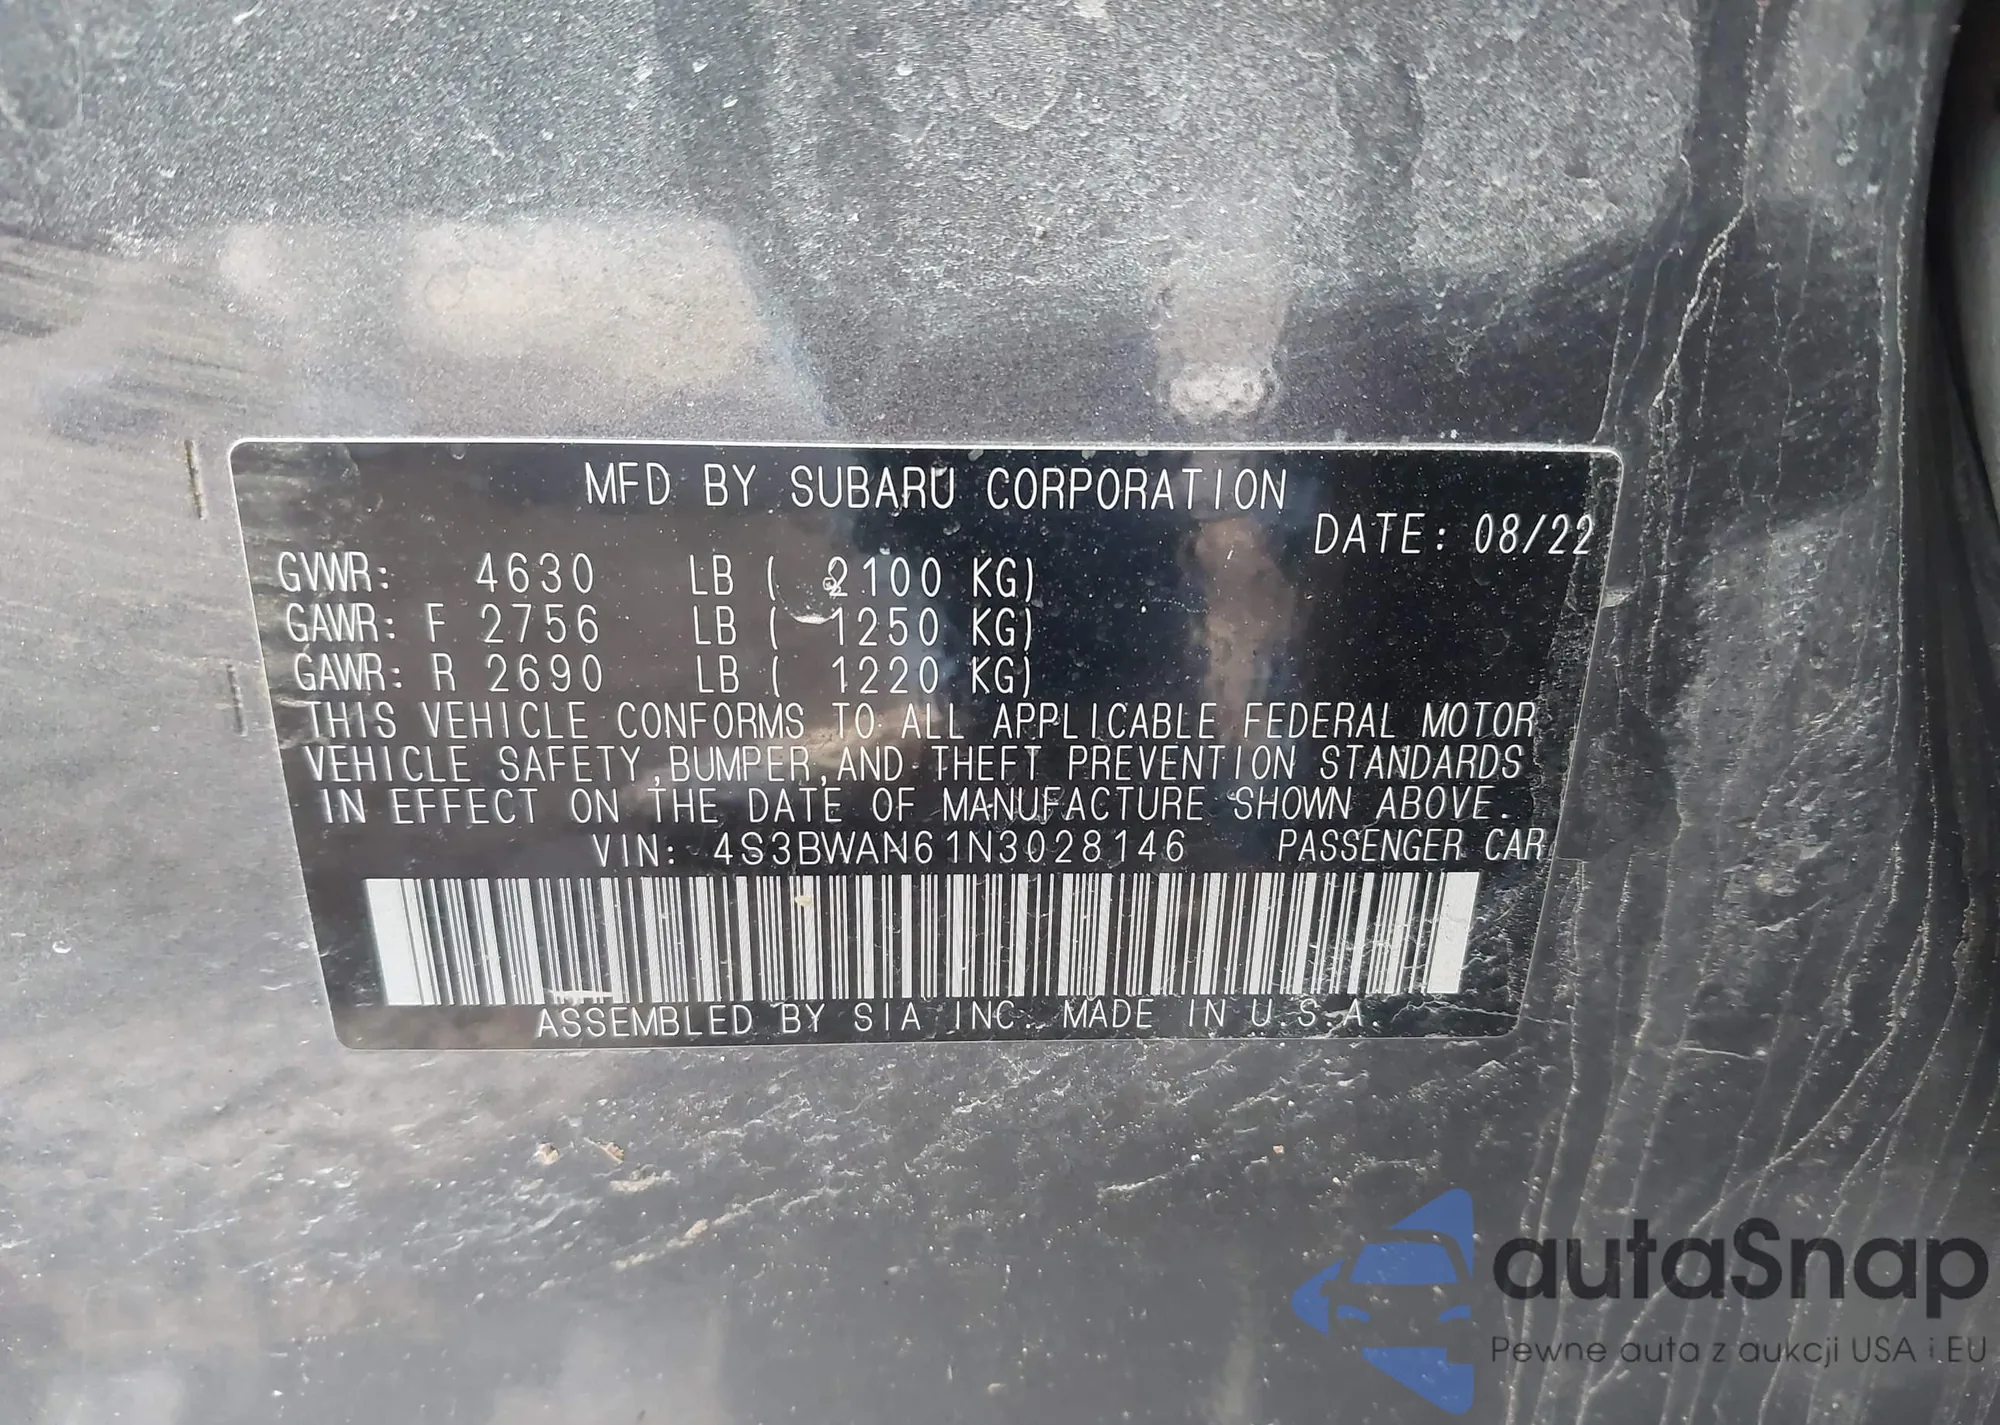 MFD BY SUBARU CORPORATION
DATE: 08/22
GVWR: 4630 LB ( 2100 KG)
GAWR: F 2756 LB ( 1250 KG)
GAWR: R 2690 LB ( 1220 KG)
THIS VEHICLE CONFORMS TO ALL APPLICABLE FEDERAL MOTOR
VEHICLE SAFETY,BUMPER,AND THEFT PREVENTION STANDARDS
IN EFFECT ON THE DATE OF MANUFACTURE SHOWN ABOVE.
VIN: 4S3BWAN61N3028146 PASSENGER CAR
ASSEMBLED BY SIA INC. MADE IN U.S.A.
autaSnap
Pewne auta z aukcji USA i EU